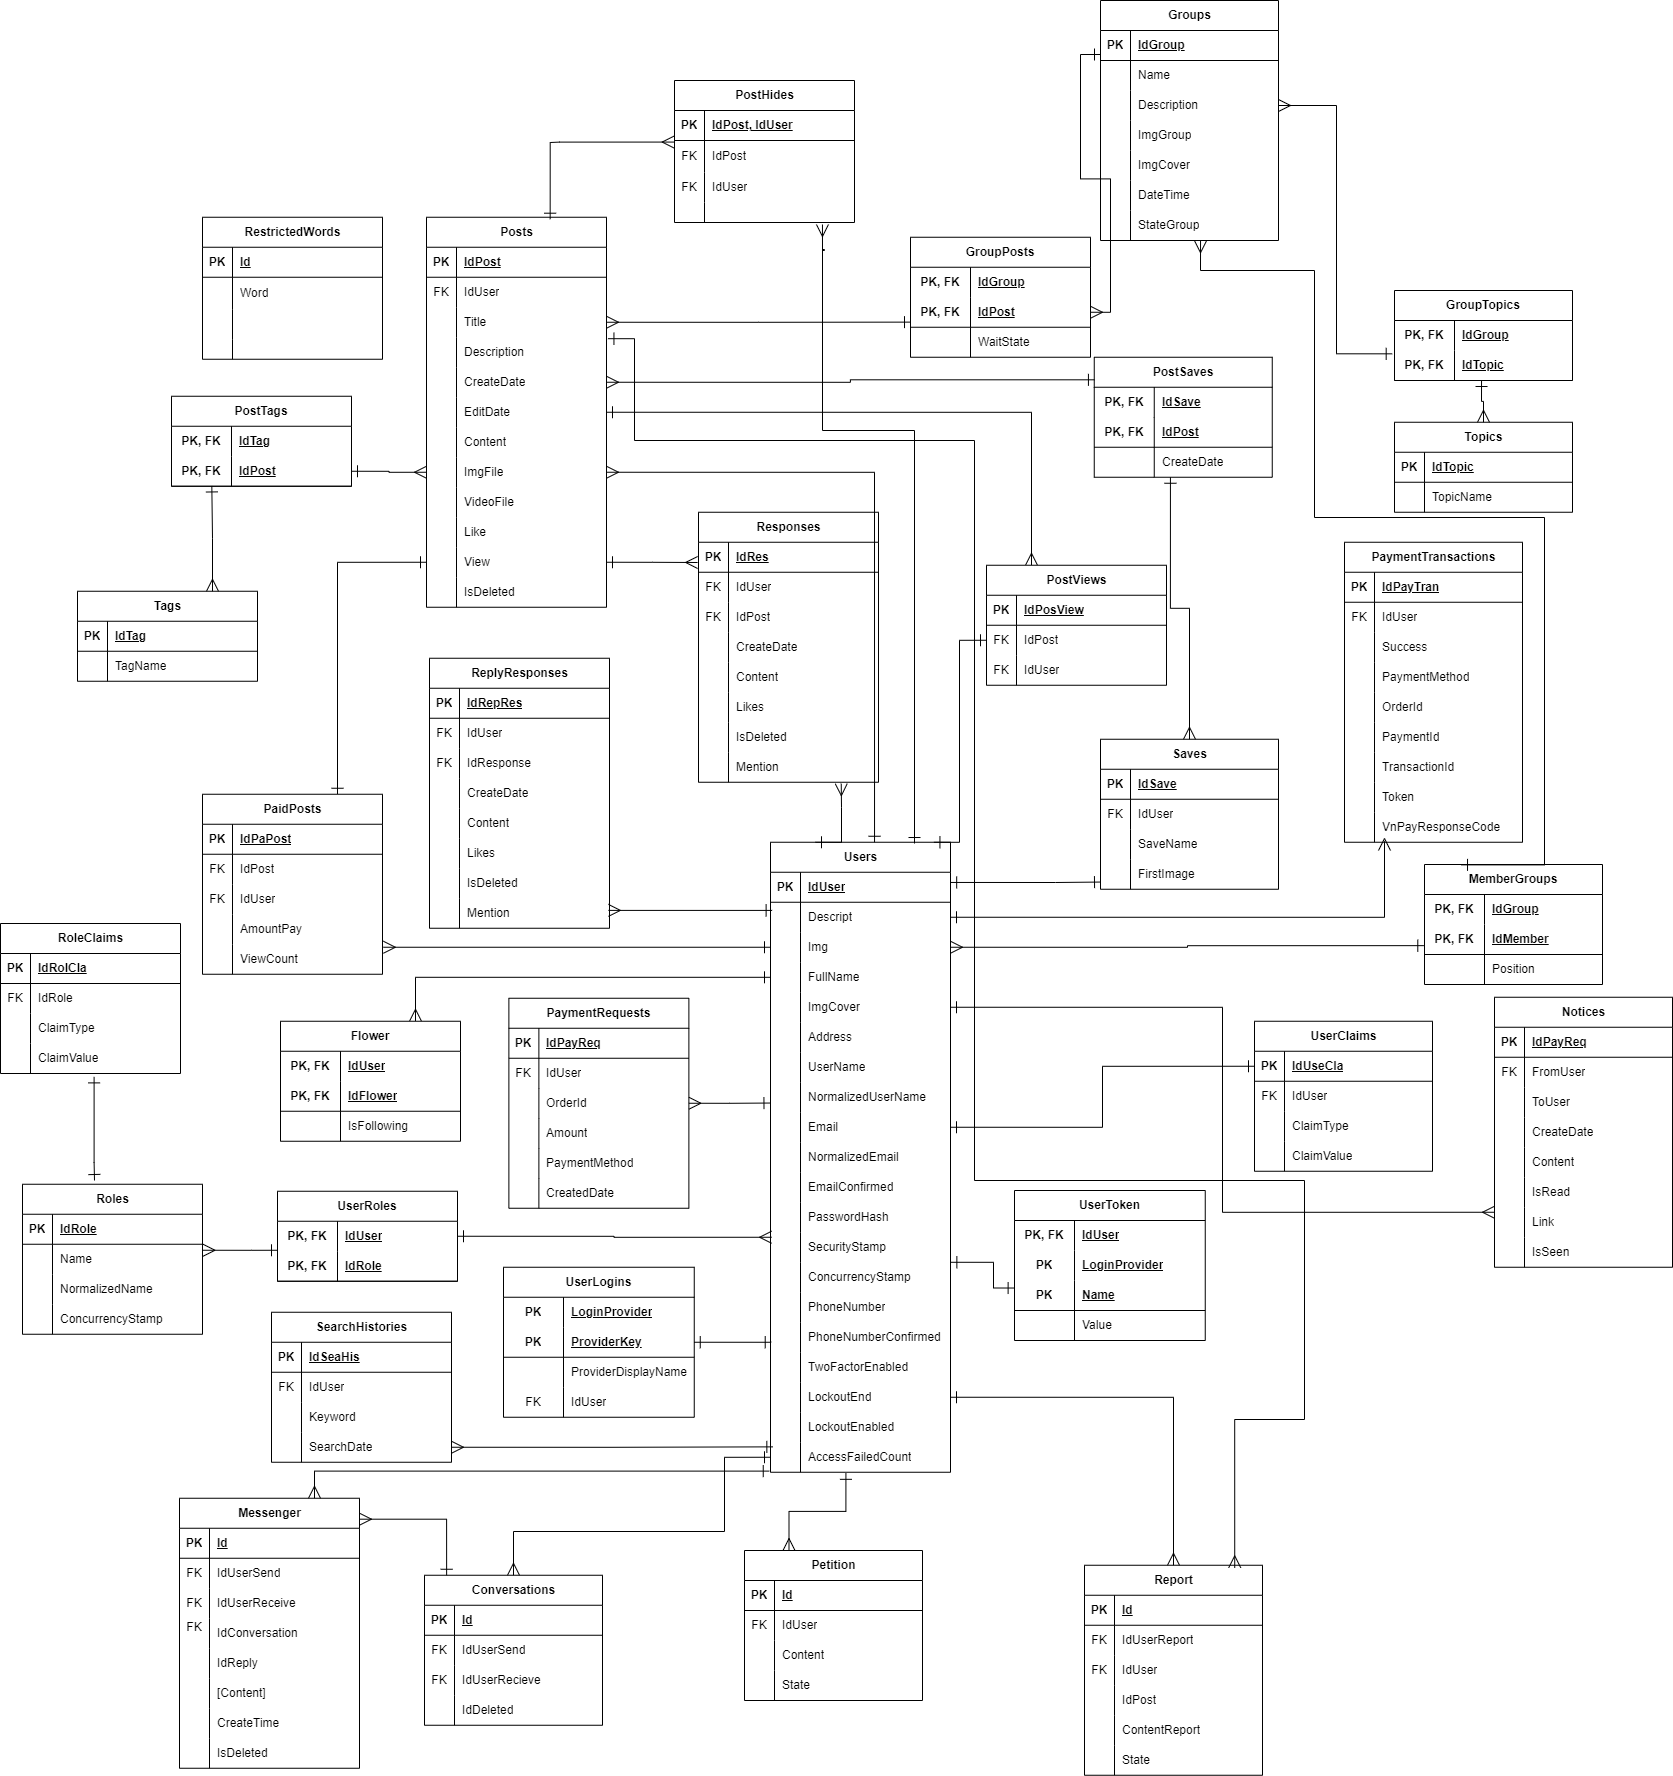 Groups
PK IdGroup
Name
Description
ImgGroup
ImgCover
DateTime
StateGroup
PostHides
PK IdPost, IdUser
FK IdPost
FK IdUser
RestrictedWords
PK Id
Word
Posts
PK IdPost
FK IdUser
Title
Description
CreateDate
EditDate
Content
ImgFile
VideoFile
Like
View
IsDeleted
GroupPosts
PK, FK IdGroup
PK, FK IdPost
WaitState
GroupTopics
PK, FK IdGroup
PK, FK IdTopic
PostSaves
PK, FK IdSave
PK, FK IdPost
CreateDate
PostTags
PK, FK IdTag
PK, FK IdPost
Topics
PK IdTopic
TopicName
Responses
PK IdRes
FK IdUser
FK IdPost
CreateDate
Content
Likes
IsDeleted
Mention
PaymentTransactions
PK IdPayTran
FK IdUser
Success
PaymentMethod
OrderId
PaymentId
TransactionId
Token
VnPayResponseCode
PostViews
PK IdPosView
FK IdPost
FK IdUser
Tags
PK IdTag
TagName
ReplyResponses
PK IdRepRes
FK IdUser
FK IdResponse
CreateDate
Content
Likes
IsDeleted
Mention
Saves
PK IdSave
FK IdUser
SaveName
FirstImage
PaidPosts
PK IdPaPost
FK IdPost
FK IdUser
AmountPay
ViewCount
Users
PK IdUser
Descript
Img
FullName
ImgCover
Address
UserName
NormalizedUserName
Email
NormalizedEmail
EmailConfirmed
PasswordHash
SecurityStamp
ConcurrencyStamp
PhoneNumber
PhoneNumberConfirmed
TwoFactorEnabled
LockoutEnd
LockoutEnabled
AccessFailedCount
MemberGroups
PK, FK IdGroup
PK, FK IdMember
Position
RoleClaims
PK IdRolCla
FK IdRole
ClaimType
ClaimValue
Flower
PK, FK IdUser
PK, FK IdFlower
IsFollowing
PaymentRequests
PK IdPayReq
FK IdUser
OrderId
Amount
PaymentMethod
CreatedDate
UserClaims
PK IdUseCla
FK IdUser
ClaimType
ClaimValue
Notices
PK IdPayReq
FK FromUser
ToUser
CreateDate
Content
IsRead
Link
IsSeen
Roles
PK IdRole
Name
NormalizedName
ConcurrencyStamp
UserRoles
PK, FK IdUser
PK, FK IdRole
UserToken
PK, FK IdUser
PK LoginProvider
PK Name
Value
UserLogins
PK LoginProvider
PK ProviderKey
ProviderDisplayName
FK IdUser
SearchHistories
PK IdSeaHis
FK IdUser
Keyword
SearchDate
Messenger
PK Id
FK IdUserSend
FK IdUserReceive
FK IdConversation
IdReply
[Content]
CreateTime
IsDeleted
Conversations
PK Id
FK IdUserSend
FK IdUserRecieve
IdDeleted
Petition
PK Id
FK IdUser
Content
State
Report
PK Id
FK IdUserReport
FK IdUser
IdPost
ContentReport
State